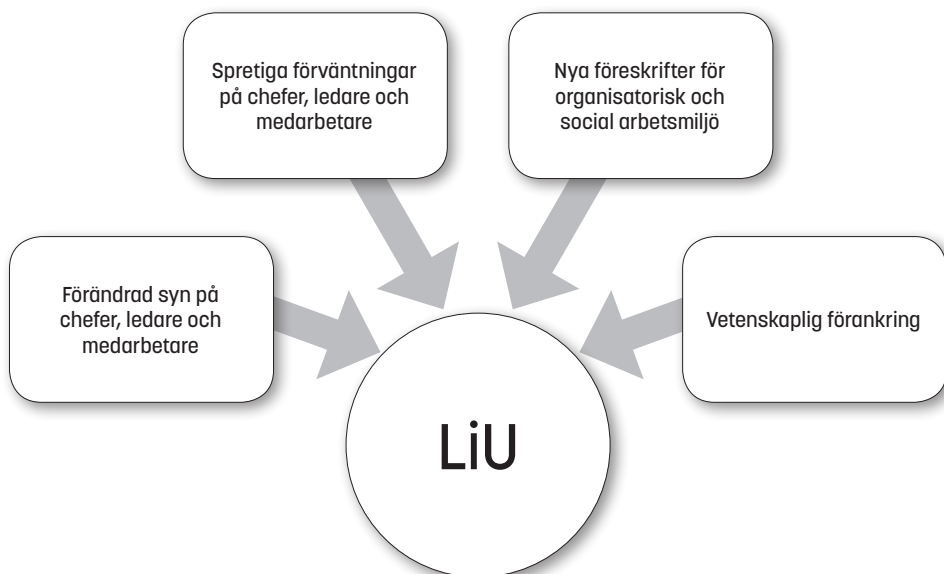 Spretiga förväntningar
på chefer, ledare och
medarbetare
Nya föreskrifter för
organisatorisk och
social arbetsmiljö
Förändrad syn på
chefer, ledare och
medarbetare
Vetenskaplig förankring
LiU